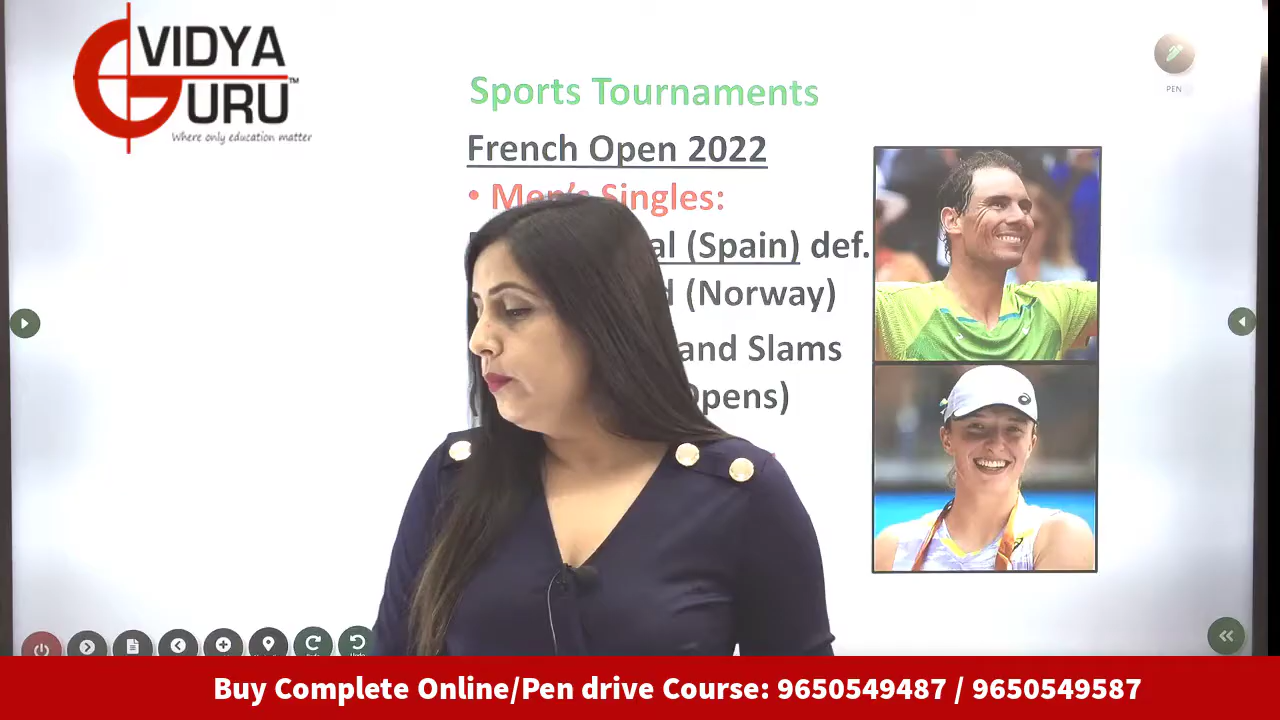 VIDYA
GURU™
Where only education matter
Sports Tournaments
PEN
French Open 2022
• Men's Singles:
al (Spain) def.
d (Norway)
and Slams
Opens)
Buy Complete Online/Pen drive Course: 9650549487 / 9650549587